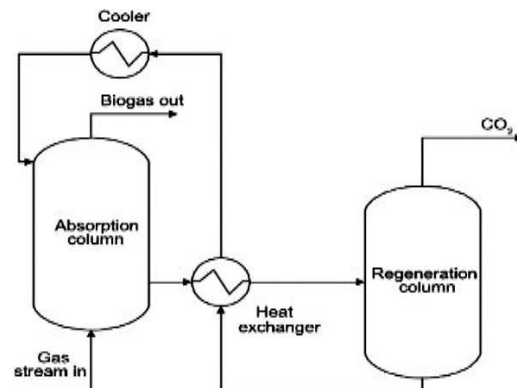 Cooler
Biogas out
CO2
Absorption
column
Regeneration
column
Heat
exchanger
Gas
stream in